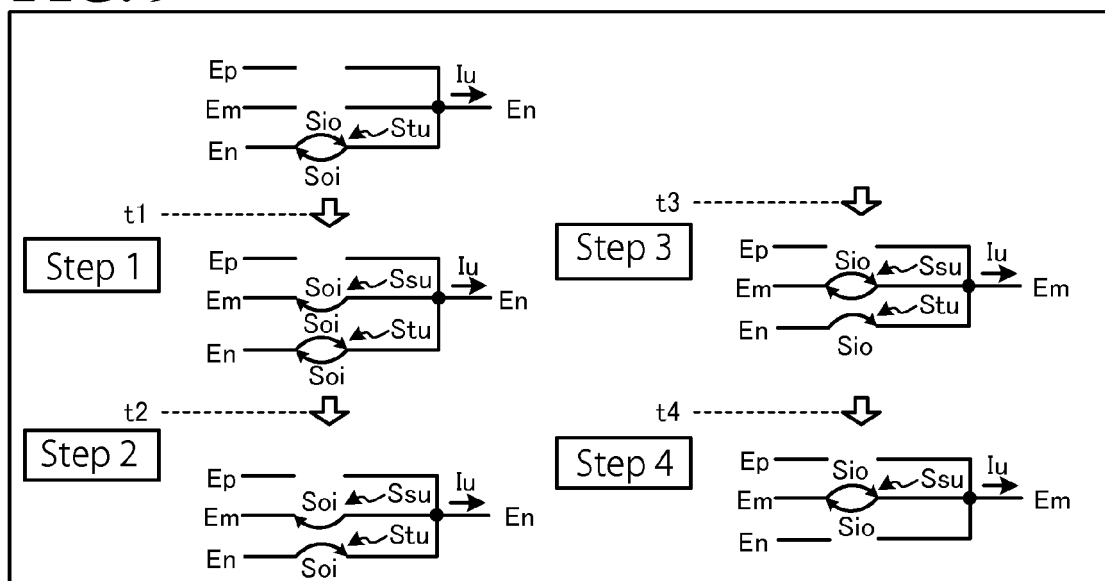 Ep
Iu
Em
En
Sio
Stu
En
Soi
t1
Step 1
Ep
Iu
Soi
Ssu
Em
En
Soi
Stu
En
Soi
t2
Step 2
Ep
Iu
Soi
Ssu
Em
En
Stu
En
Soi
t3
Step 3
Ep
Iu
Sio
Ssu
Em
Em
Stu
En
Sio
t4
Step 4
Ep
Iu
Sio
Ssu
Em
Em
Sio
En